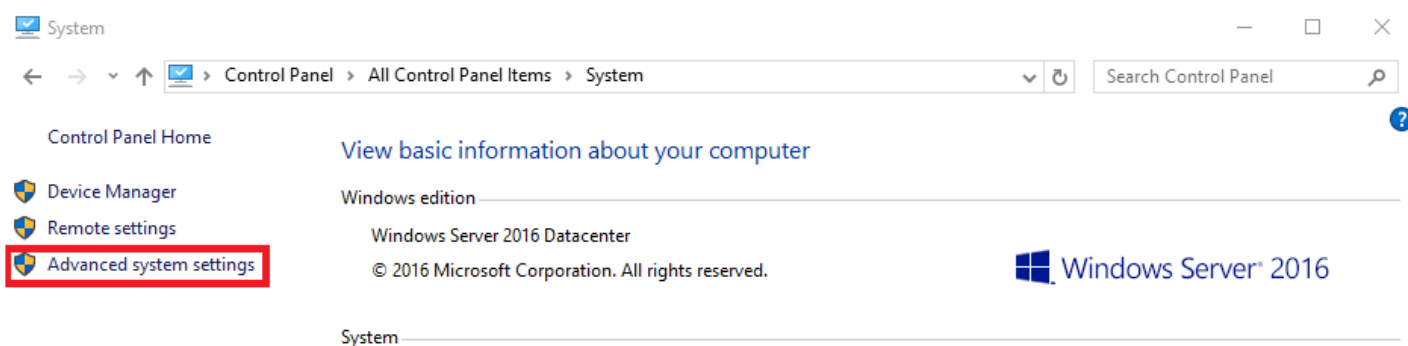 System
Control Panel > All Control Panel Items > System
Search Control Panel
Control Panel Home
Device Manager
Remote settings
Advanced system settings
?
View basic information about your computer
Windows edition
Windows Server 2016 Datacenter
© 2016 Microsoft Corporation. All rights reserved.
Windows Server® 2016
System